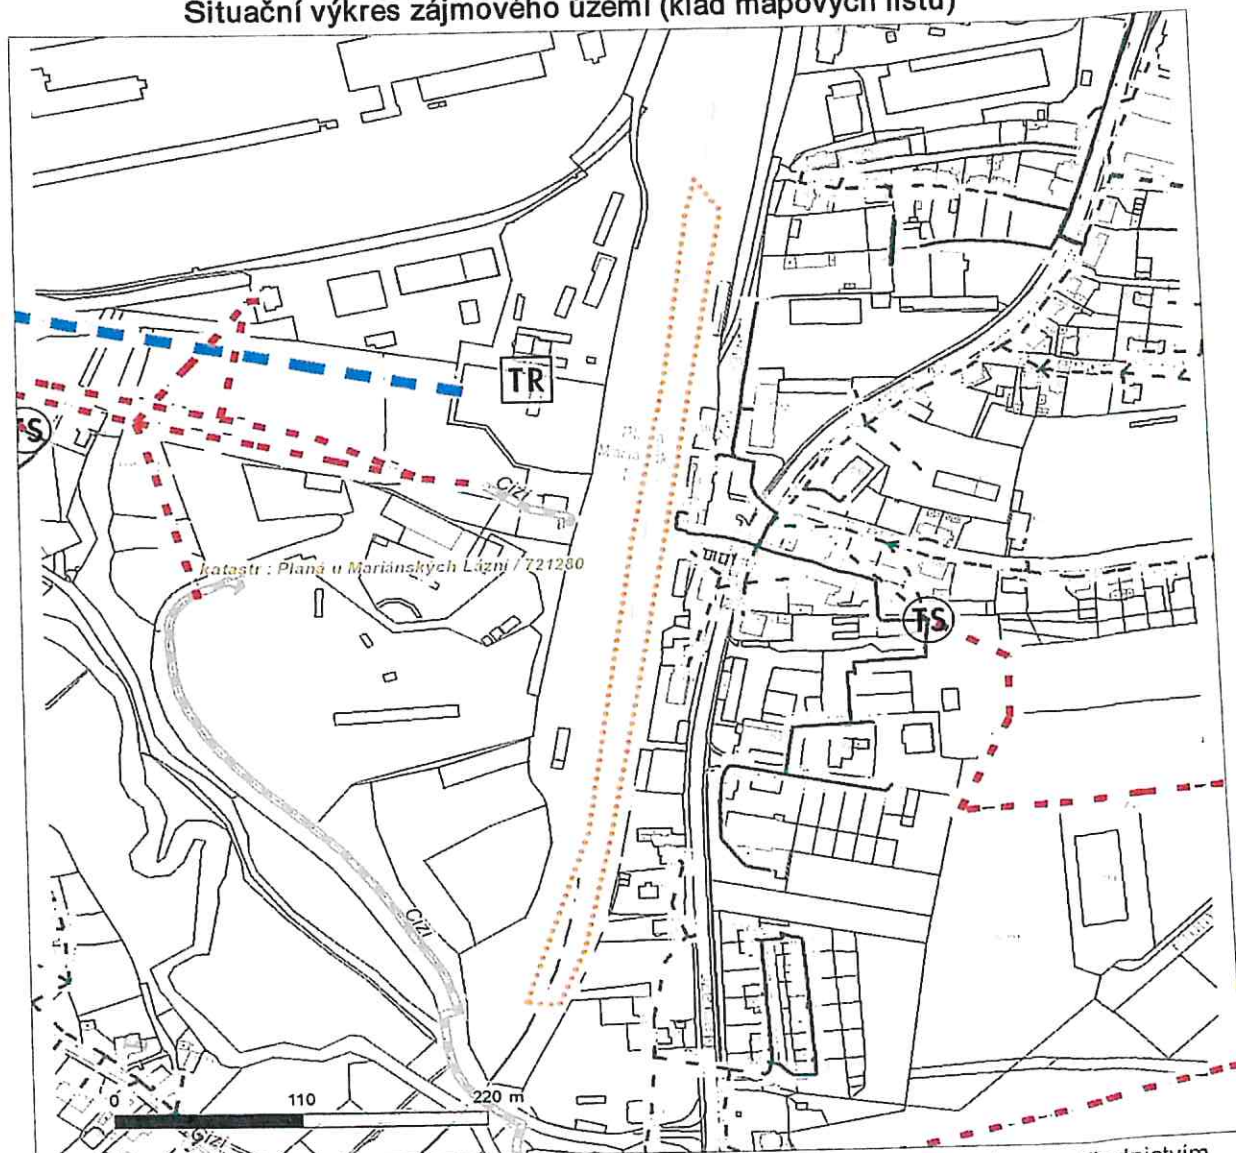 Situační výkres zájmového území (klad mapových listů)
TR
TS
Cizí
katastr : Planá u Mariánských Lázní / 721280
TS
Cizí
0 110 220 m
Cizí